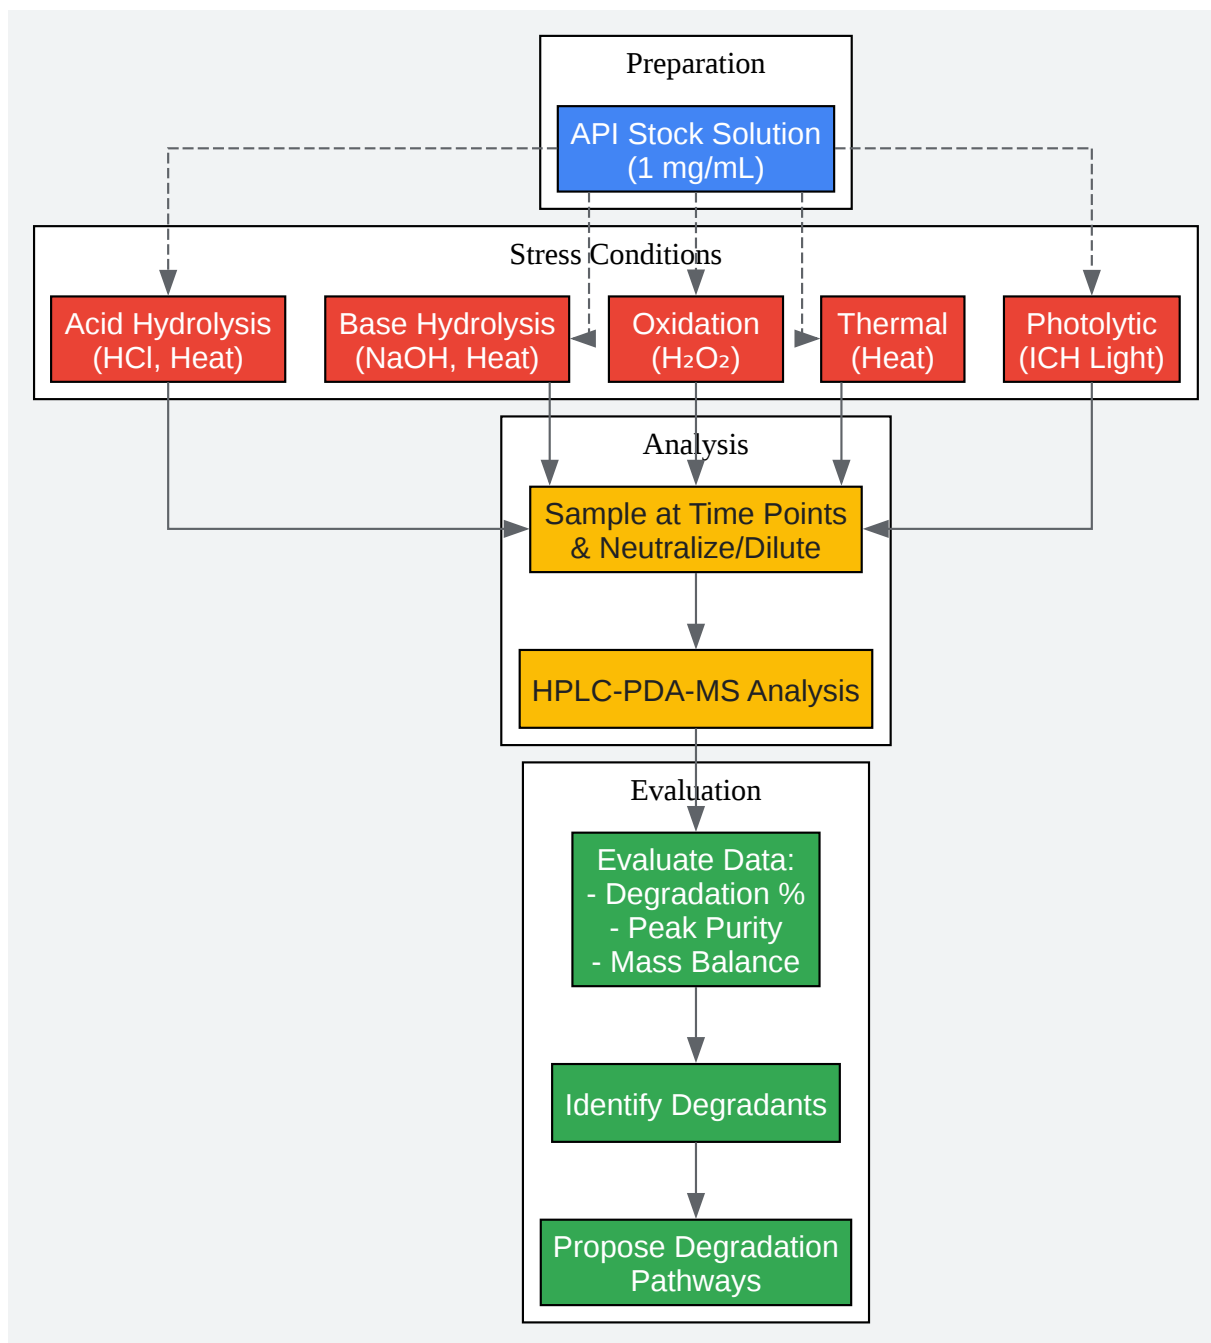 Preparation
API Stock Solution
(1 mg/mL)
Stress Conditions
Acid Hydrolysis
(HCl, Heat)
Base Hydrolysis
(NaOH, Heat)
Oxidation
(H₂O₂)
Thermal
(Heat)
Photolytic
(ICH Light)
Analysis
Sample at Time Points
& Neutralize/Dilute
HPLC-PDA-MS Analysis
Evaluation
Evaluate Data:
- Degradation %
- Peak Purity
- Mass Balance
Identify Degradants
Propose Degradation
Pathways